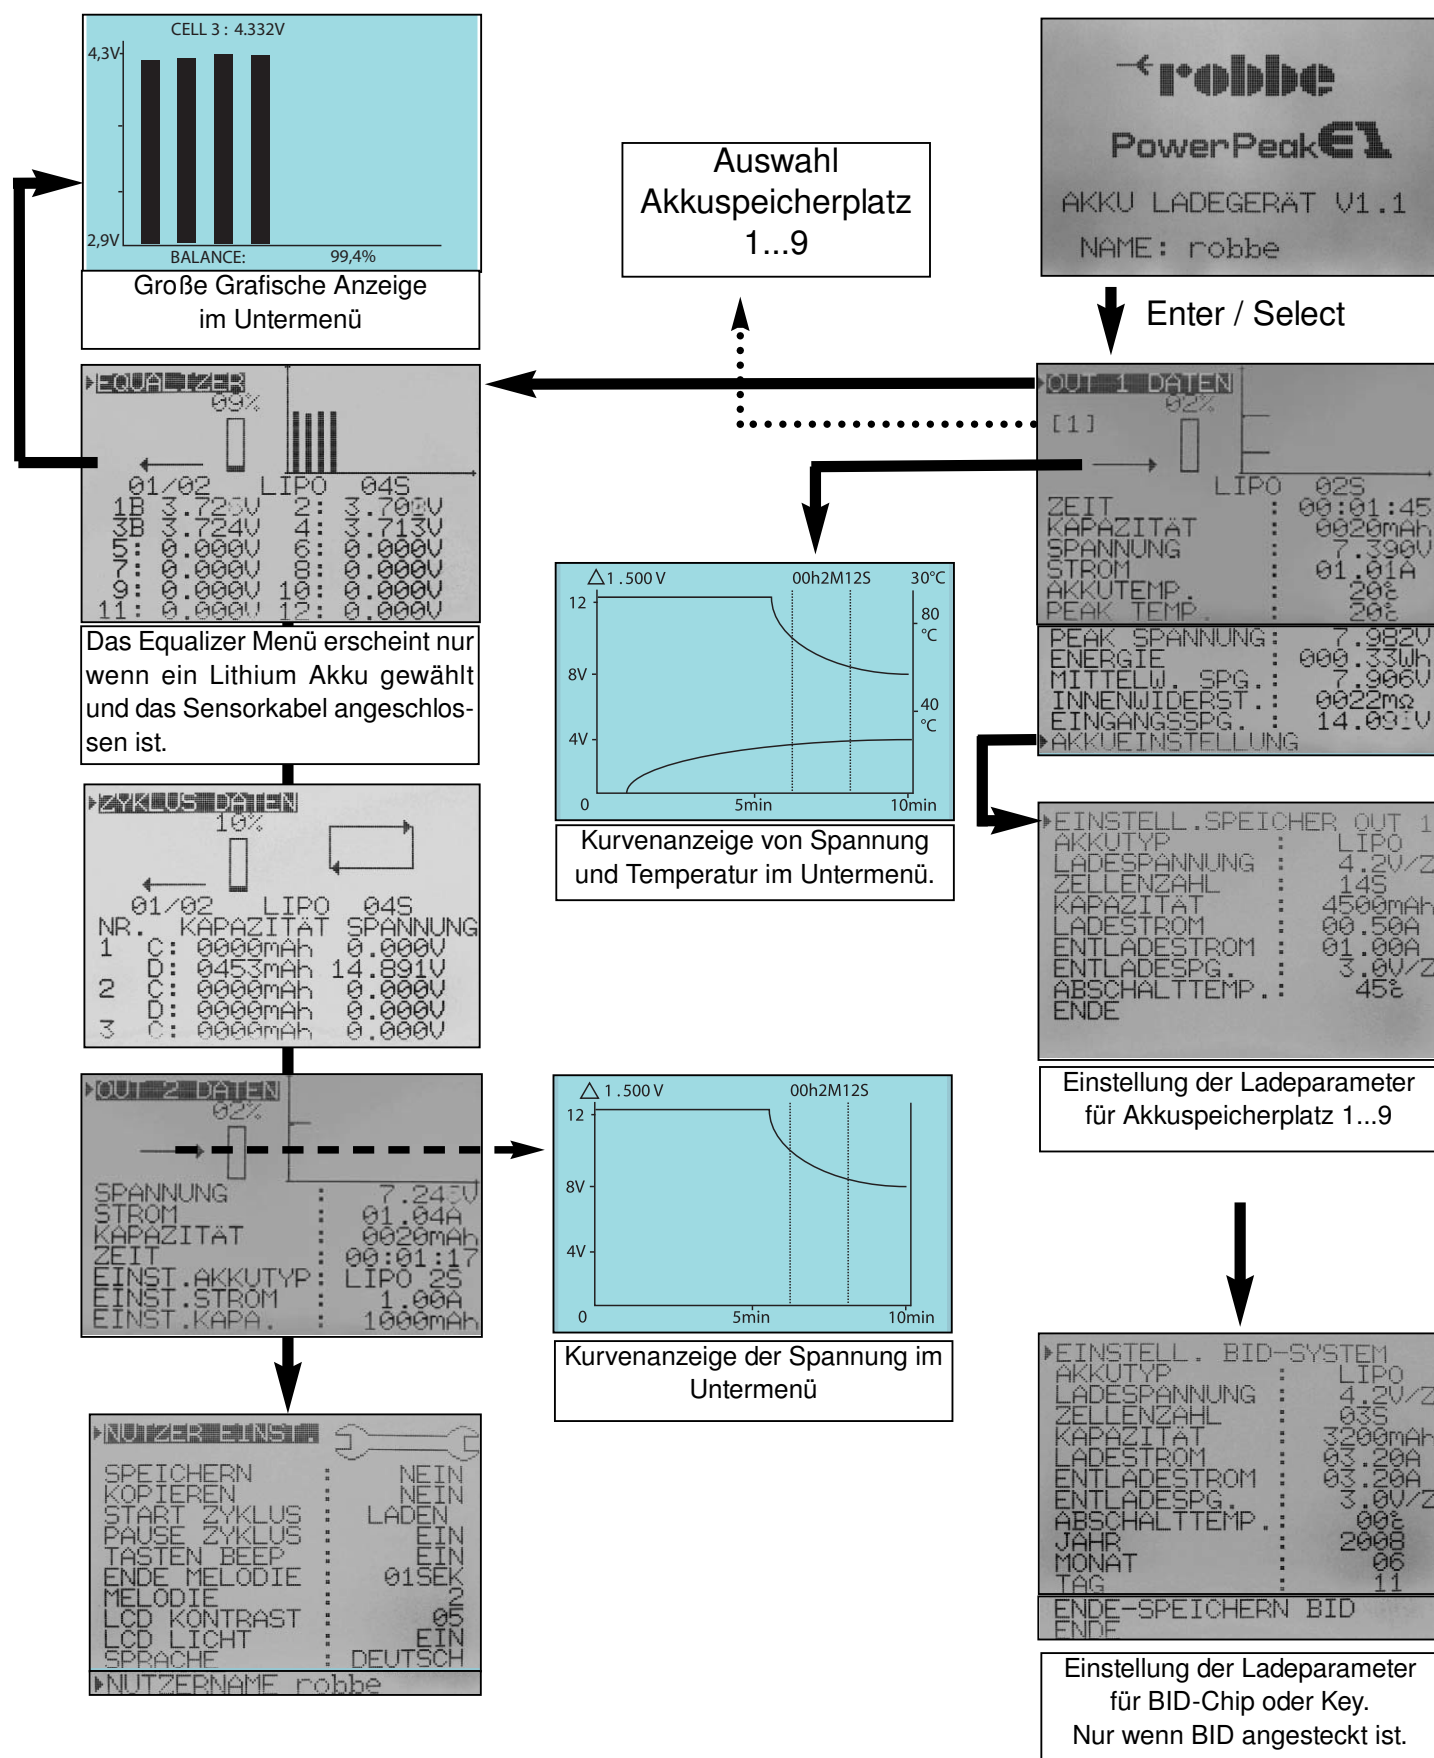 CELL 3 : 4.332V
4,3V
2,9V
BALANCE: 99,4%
Große Grafische Anzeige
im Untermenü
EQUALIZER
09%
01/02 LIPO 04S
1B 3.72 V 2: 3.70 V
3B 3.724V 4: 3.713V
5: 0.000V 6: 0.000V
7: 0.000V 8: 0.000V
9: 0.000V 10: 0.000V
11: 0.000V 12: 0.000V
Das Equalizer Menü erscheint nur
wenn ein Lithium Akku gewählt
und das Sensorkabel angeschlos-
sen ist.
ZYKLUS DATEN
10%
01/02 LIPO 04S
NR. KAPAZITÄT SPANNUNG
1 C: 0000mAh 0.000V
D: 0453mAh 14.891V
2 C: 0000mAh 0.000V
D: 0000mAh 0.000V
3 C: 0000mAh 0.000V
OUT 2 DATEN
02%
SPANNUNG : 7.24 V
STROM : 01.04A
KAPAZITÄT : 0020mAh
ZEIT : 00:01:17
EINST.AKKUTYP : LIPO 2S
EINST.STROM : 1.00A
EINST.KAPA. : 1000mAh
NUTZER EINST.
SPEICHERN : NEIN
KOPIEREN : NEIN
START ZYKLUS : LADEN
PAUSE ZYKLUS : EIN
TASTEN BEEP : EIN
ENDE MELODIE : 01SEK
MELODIE : 2
LCD KONTRAST : 05
LCD LICHT : EIN
SPRACHE : DEUTSCH
NUTZERNAME robbe
Auswahl
Akkuspeicherplatz
1...9
△1.500 V 00h2M12S 30°C
12
8V
4V
0 5min 10min
80
°C
40
°C
Kurvenanzeige von Spannung
und Temperatur im Untermenü.
△ 1.500 V 00h2M12S
12
8V
4V
0 5min 10min
Kurvenanzeige der Spannung im
Untermenü
robbe
PowerPeak E1
AKKU LADEGERÄT V1.1
NAME: robbe
Enter / Select
OUT 1 DATEN
02%
[1]
LIPO 02S
ZEIT : 00:01:45
KAPAZITÄT : 0020mAh
SPANNUNG : 7.390V
STROM : 01.01A
AKKUTEMP. : 20°c
PEAK TEMP. : 20°c
PEAK SPANNUNG: 7.982V
ENERGIE : 000.33Wh
MITTELW. SPG.: 7.906V
INNENWIDERST.: 0022mΩ
EINGANGSSPG. : 14.09 V
AKKUEINSTELLUNG
EINSTELL.SPEICHER OUT 1
AKKUTYP : LIPO
LADESPANNUNG : 4.2V/Z
ZELLENZAHL : 14S
KAPAZITÄT : 4500mAh
LADESTROM : 00.50A
ENTLADESTROM : 01.00A
ENTLADESPG. : 3.0V/Z
ABSCHALTTEMP.: 45°c
ENDE
Einstellung der Ladeparameter
für Akkuspeicherplatz 1...9
EINSTELL. BID-SYSTEM
AKKUTYP : LIPO
LADESPANNUNG : 4.2V/Z
ZELLENZAHL : 03S
KAPAZITÄT : 3200mAh
LADESTROM : 03.20A
ENTLADESTROM : 03.20A
ENTLADESPG. : 3.0V/Z
ABSCHALTTEMP.: 00°c
JAHR : 2008
MONAT : 06
TAG : 11
ENDE-SPEICHERN BID
ENDE
Einstellung der Ladeparameter
für BID-Chip oder Key.
Nur wenn BID angesteckt ist.